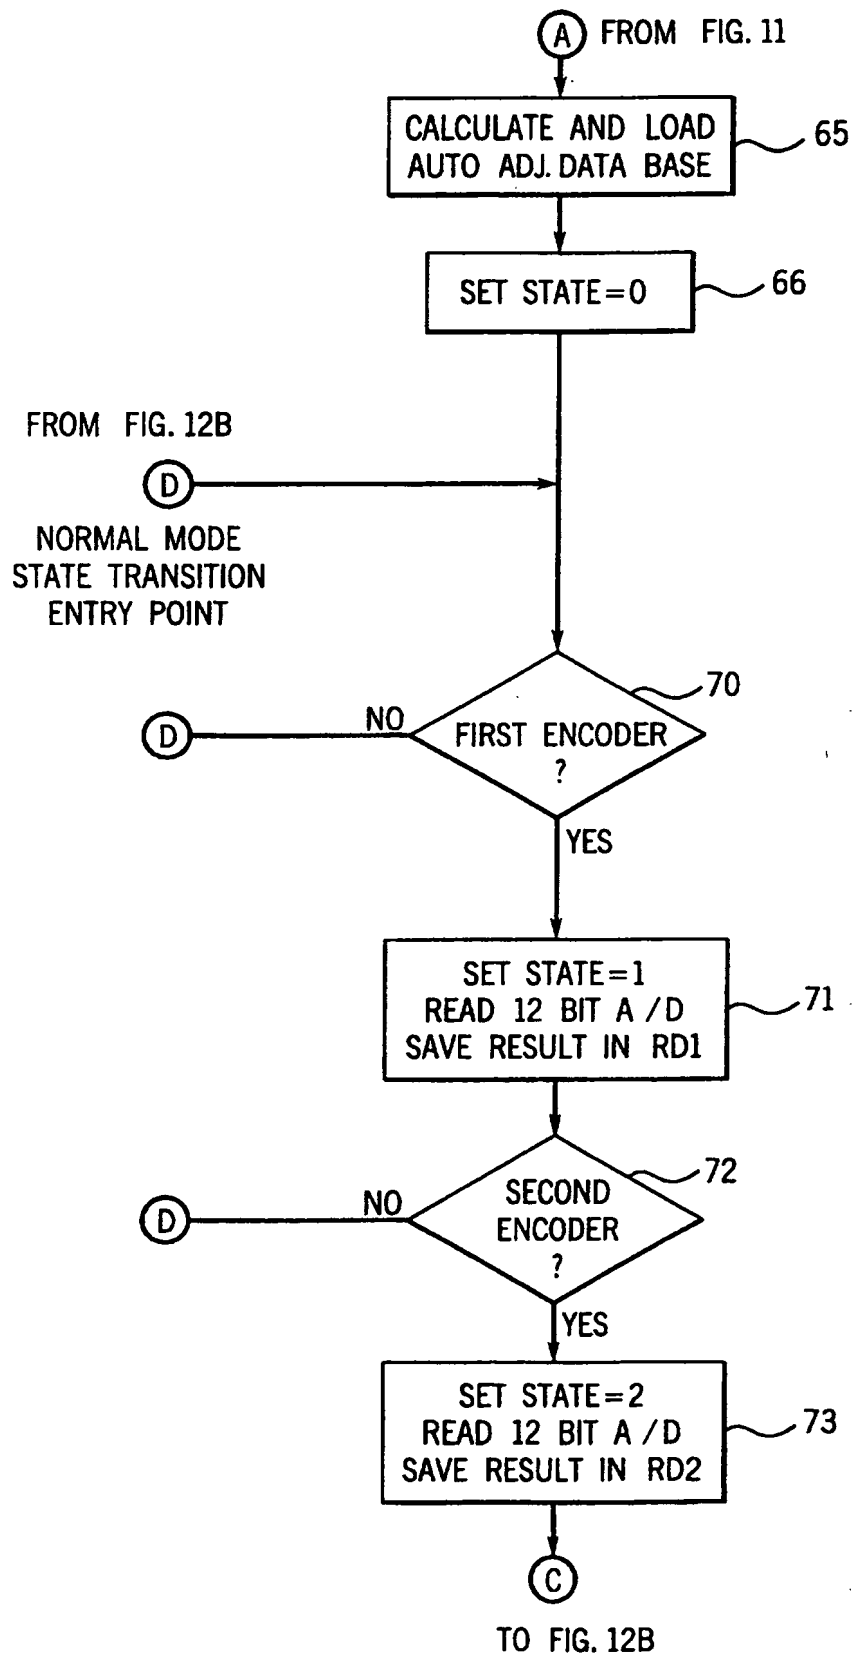 A FROM FIG. 11
CALCULATE AND LOAD
AUTO ADJ. DATA BASE
65
SET STATE=0
66
FROM FIG. 12B
D
NORMAL MODE
STATE TRANSITION
ENTRY POINT
70
D
NO
FIRST ENCODER
?
YES
SET STATE=1
READ 12 BIT A/D
SAVE RESULT IN RD1
71
72
D
NO
SECOND
ENCODER
?
YES
SET STATE=2
READ 12 BIT A/D
SAVE RESULT IN RD2
73
C
TO FIG. 12B